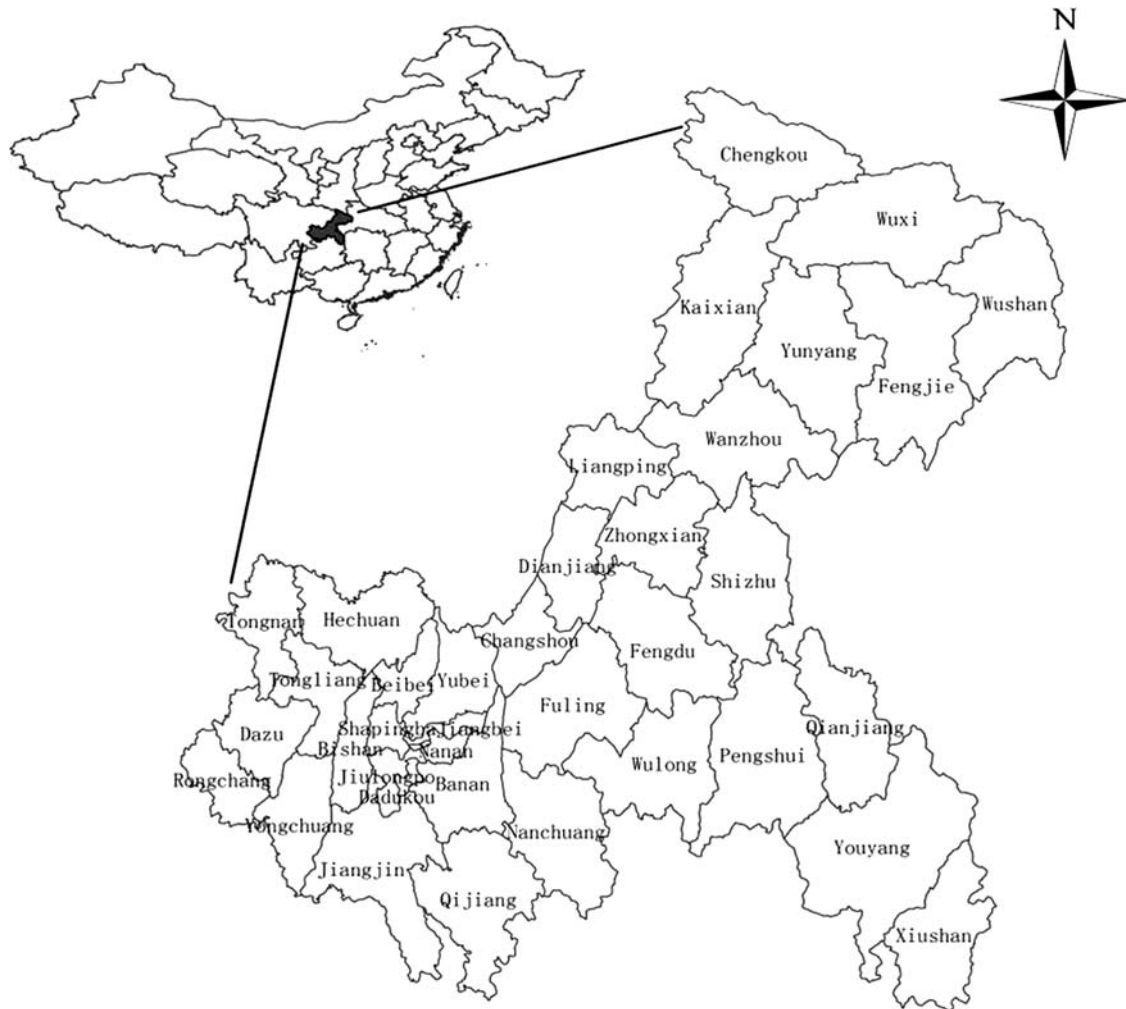 N
Chengkou
Wuxi
Kaixian
Wushan
Yunyang
Fengjie
Wanzhou
Liangping
Zhongxian
Dianjiang
Shizhu
Tongnan
Hechuan
Changshou
Fengdu
Tongliang
Beibei
Yubei
Fuling
Dazu
Shapingba
Jiangbei
Qianjiang
Bishan
Nanan
Wulong
Pengshui
Rongchang
Jiulongpo
Banan
Dadukou
Yongchuang
Nanchuang
Youyang
Jiangjin
Qijiang
Xiushan